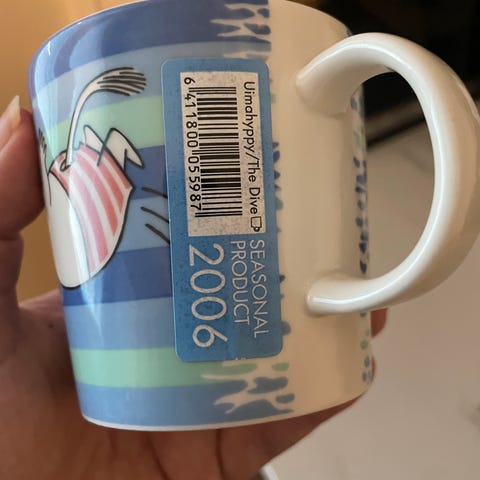 Uimahyppy/The Dive
6 411800 055987
SEASONAL
PRODUCT
2006